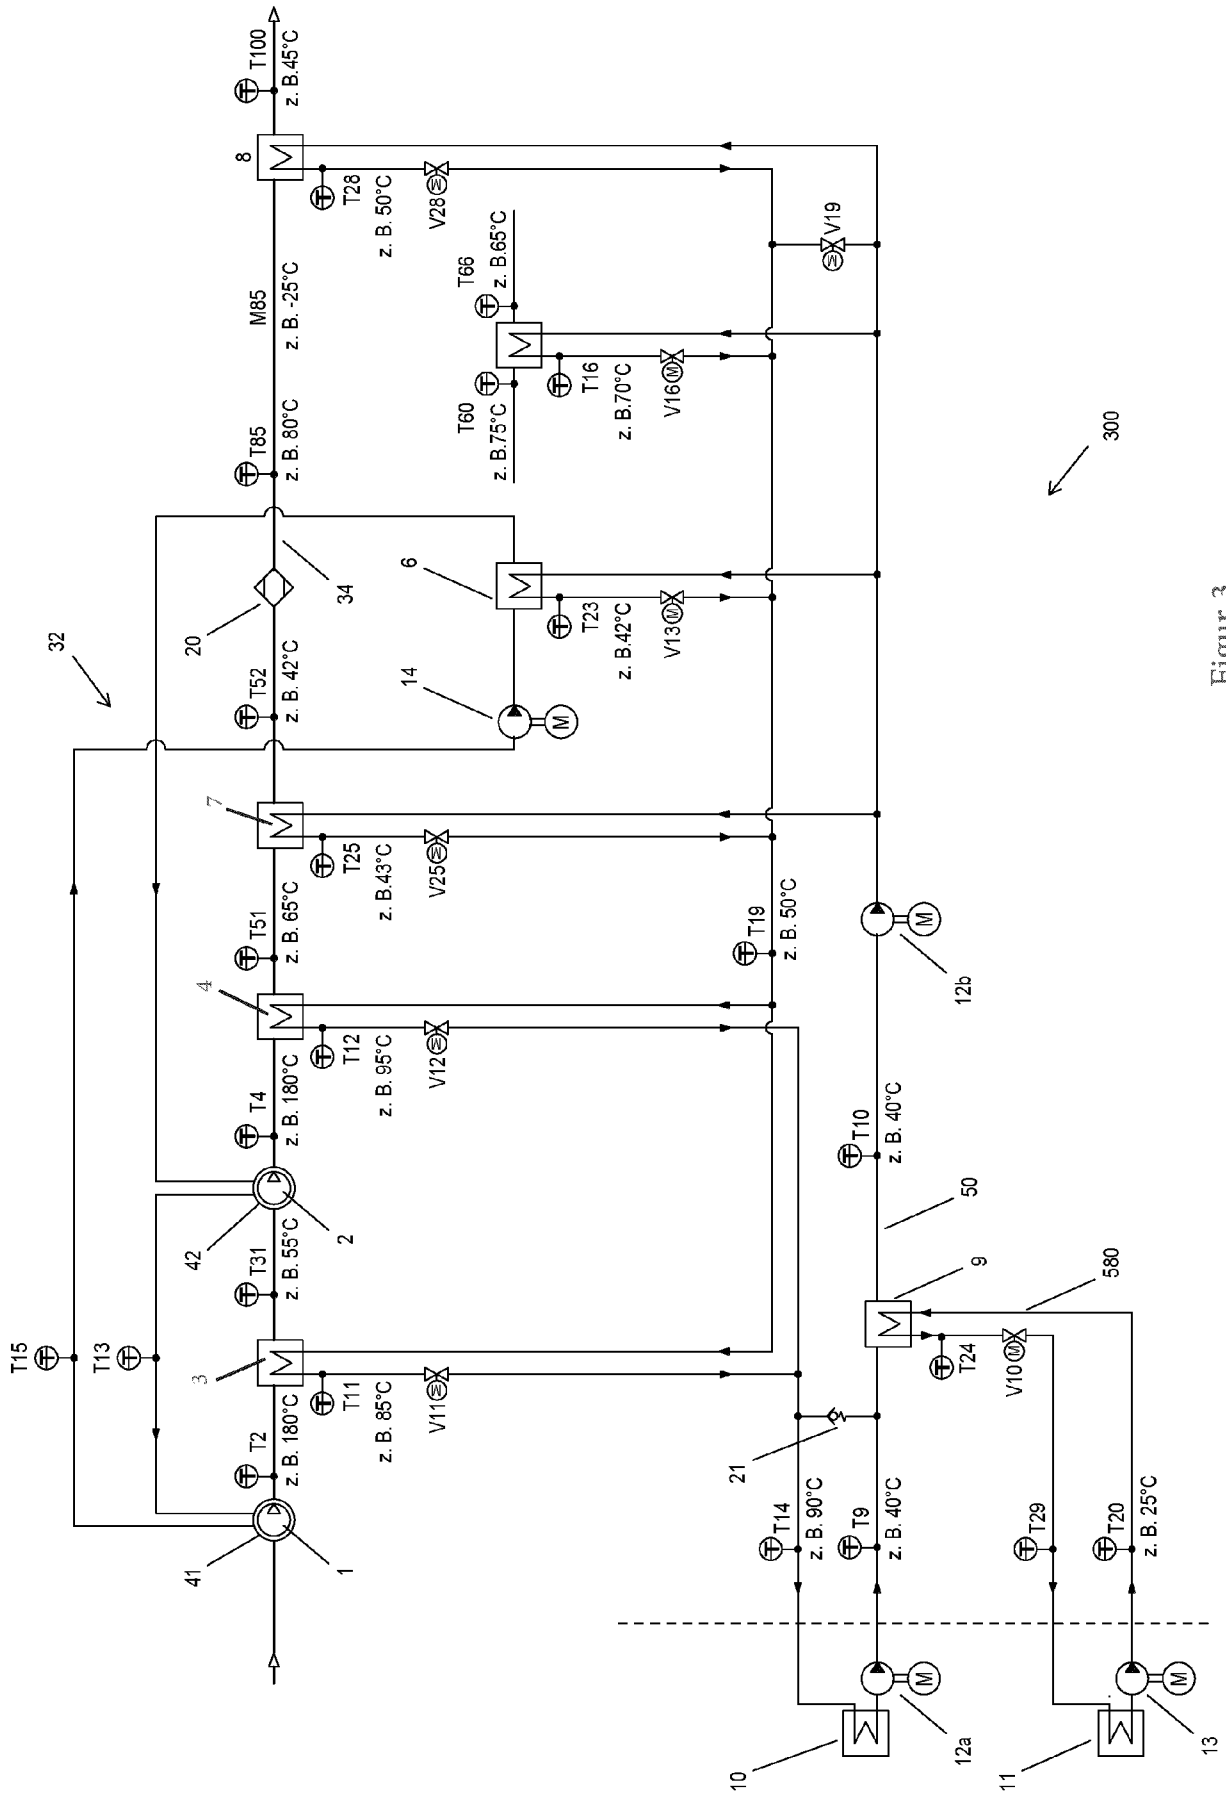 T100
z. B.45°C
8
T28
z. B. 50°C
V28
M
M85
z. B. -25°C
T66
z. B.65°C
V19
M
T60
z. B.75°C
T16
z. B.70°C
V16
M
T85
z. B. 80°C
300
34
20
32
6
T23
z. B.42°C
V13
M
T52
z. B. 42°C
14
M
7
T25
z. B.43°C
V25
M
T51
z. B. 65°C
T19
z. B. 50°C
12b
M
4
T12
z. B. 95°C
V12
M
T4
z. B. 180°C
T10
z. B. 40°C
42
2
50
T31
z. B. 55°C
9
580
T15
T13
3
T11
z. B. 85°C
V11
M
T24
V10
M
T2
z. B. 180°C
21
T14
z. B. 90°C
T9
z. B. 40°C
T29
T20
z. B. 25°C
41
1
10
12a
M
11
13
M
Figur 3